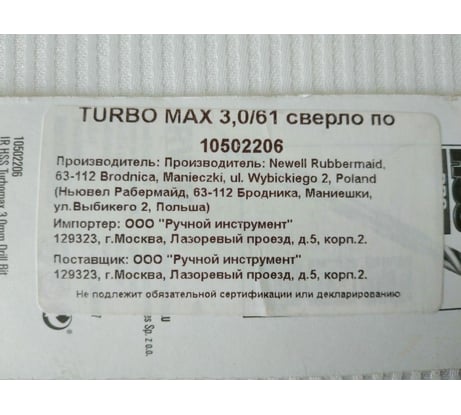 TURBO MAX 3,0/61 сверло по
10502206
Производитель: Производитель: Newell Rubbermaid,
63-112 Brodnica, Manieczki, ul. Wybickiego 2, Poland
(Ньювел Рабермайд, 63-112 Бродника, Маниешки,
ул.Выбикего 2, Польша)
Импортер: ООО "Ручной инструмент"
129323, г.Москва, Лазоревый проезд, д.5, корп.2.
Поставщик: ООО "Ручной инструмент"
129323, г.Москва, Лазоревый проезд, д.5, корп.2.
Не подлежит обязательной сертификации или декларированию
10502206
IR HSS Turbomax 3.0mm Drill Bit
es Sp. z o.o.